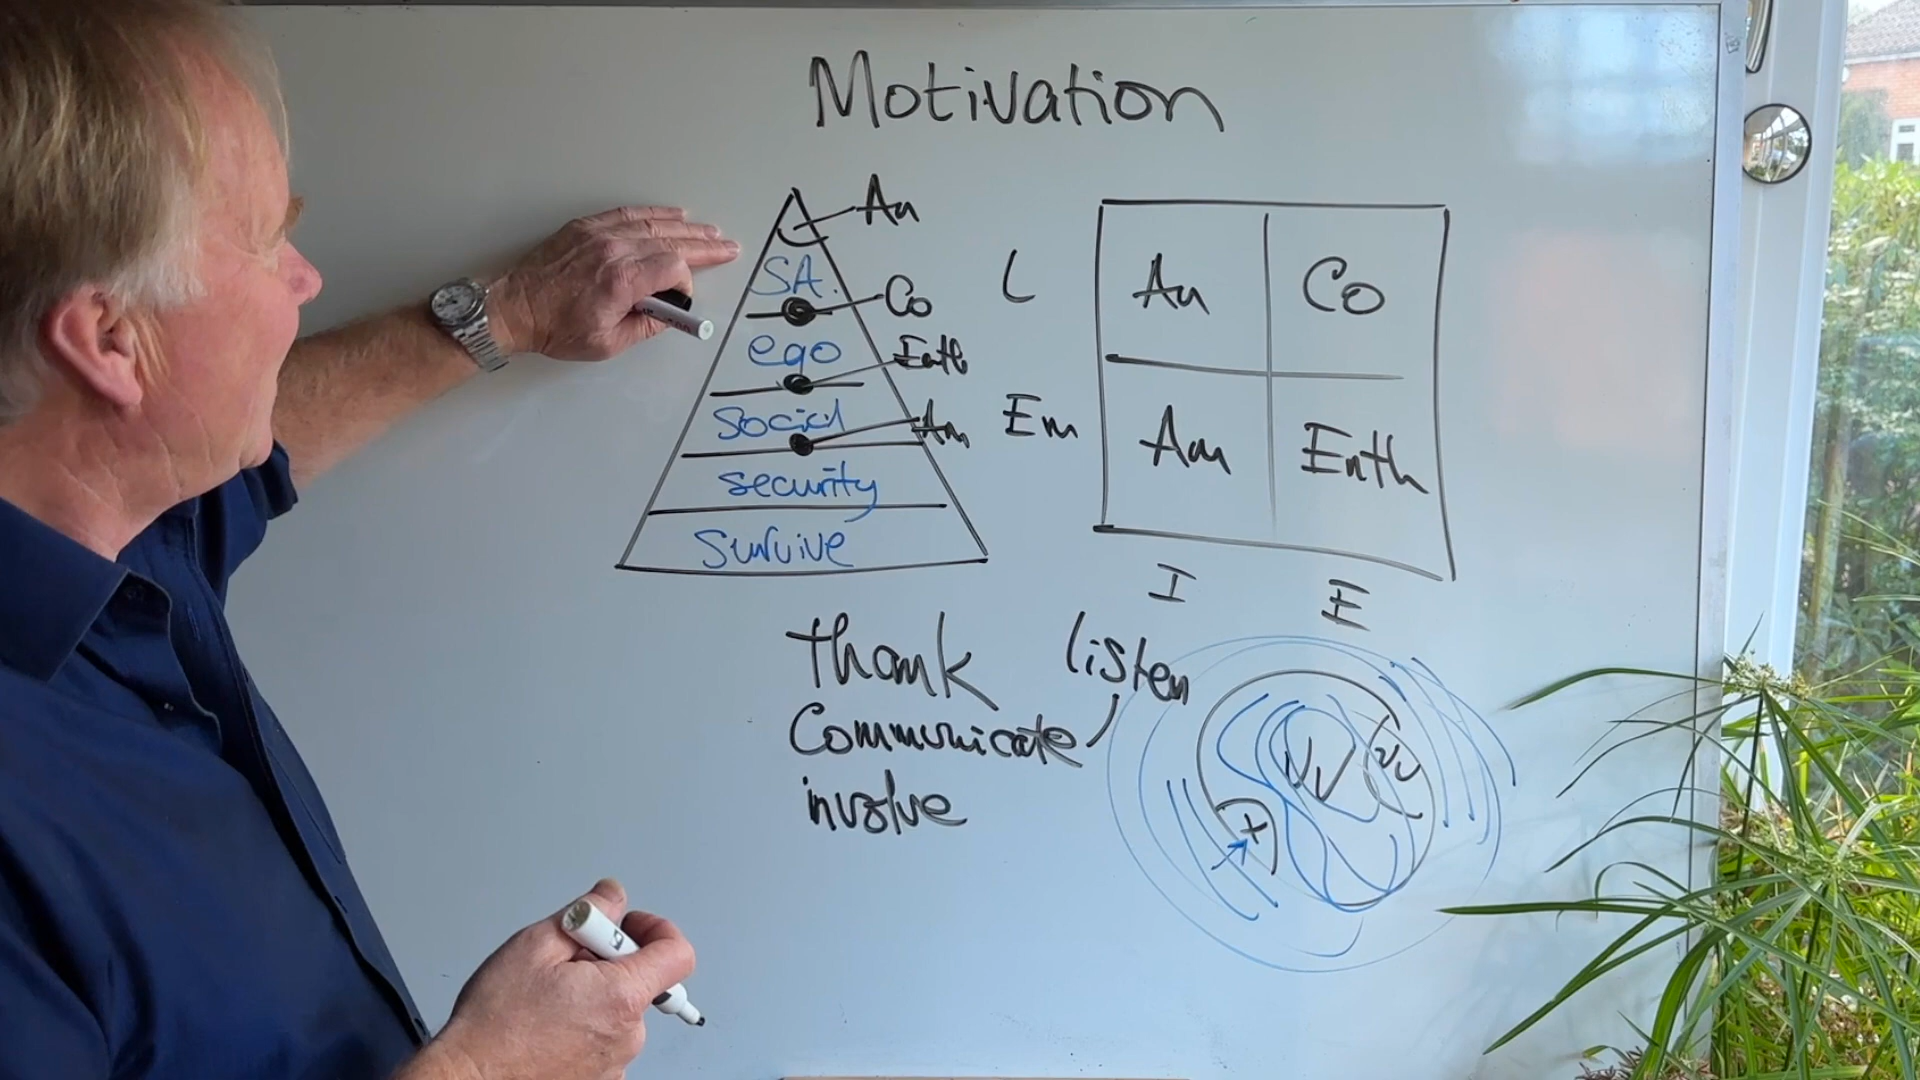 Motivation
An
SA.
Co
ego
Enth
Social
Am
security
Survive
L
An
Co
Em
Am
Enth
I
E
Thank
listen
Communicate
involve